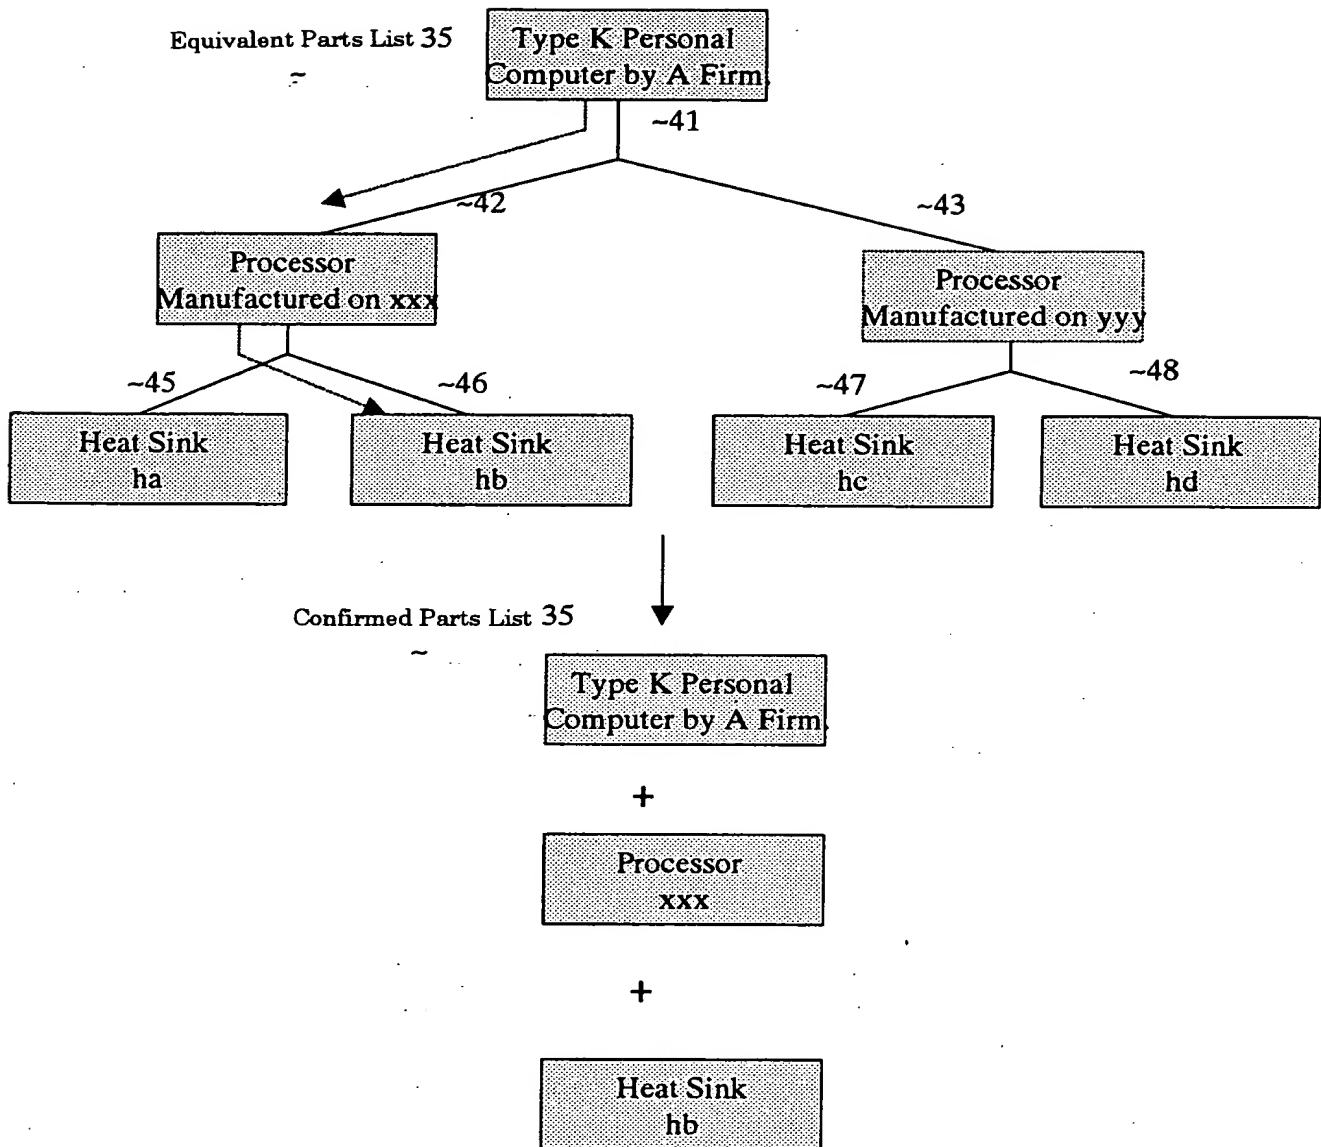 Equivalent Parts List 35
~
Type K Personal
Computer by A Firm.
~41
~42
~43
Processor
Manufactured on xxx
Processor
Manufactured on yyy
~45
~46
~47
~48
Heat Sink
ha
Heat Sink
hb
Heat Sink
hc
Heat Sink
hd
Confirmed Parts List 35
~
Type K Personal
Computer by A Firm.
+
Processor
xxx
+
Heat Sink
hb